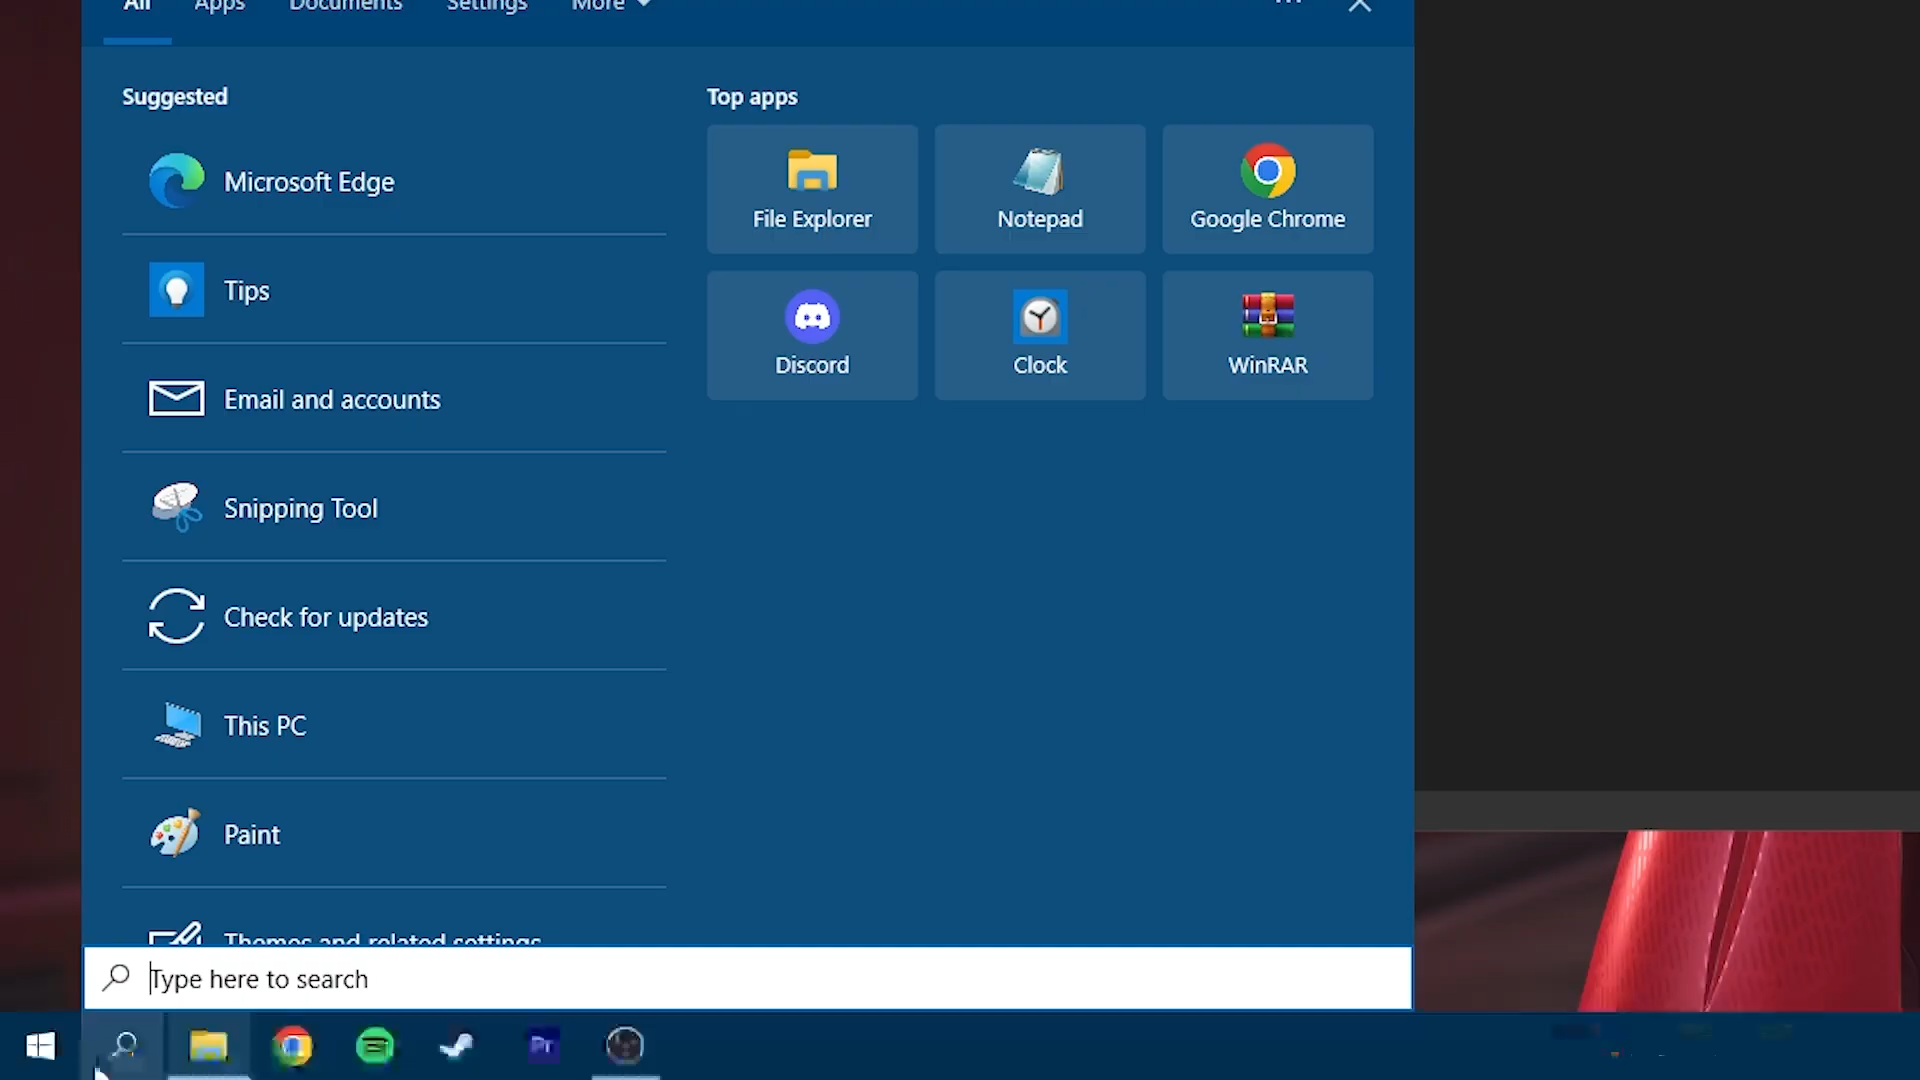 All Apps Documents Settings More
Suggested
Top apps
Microsoft Edge
Tips
Email and accounts
Snipping Tool
Check for updates
This PC
Paint
Themes and related settings
File Explorer
Notepad
Google Chrome
Discord
Clock
WinRAR
Type here to search
Pr